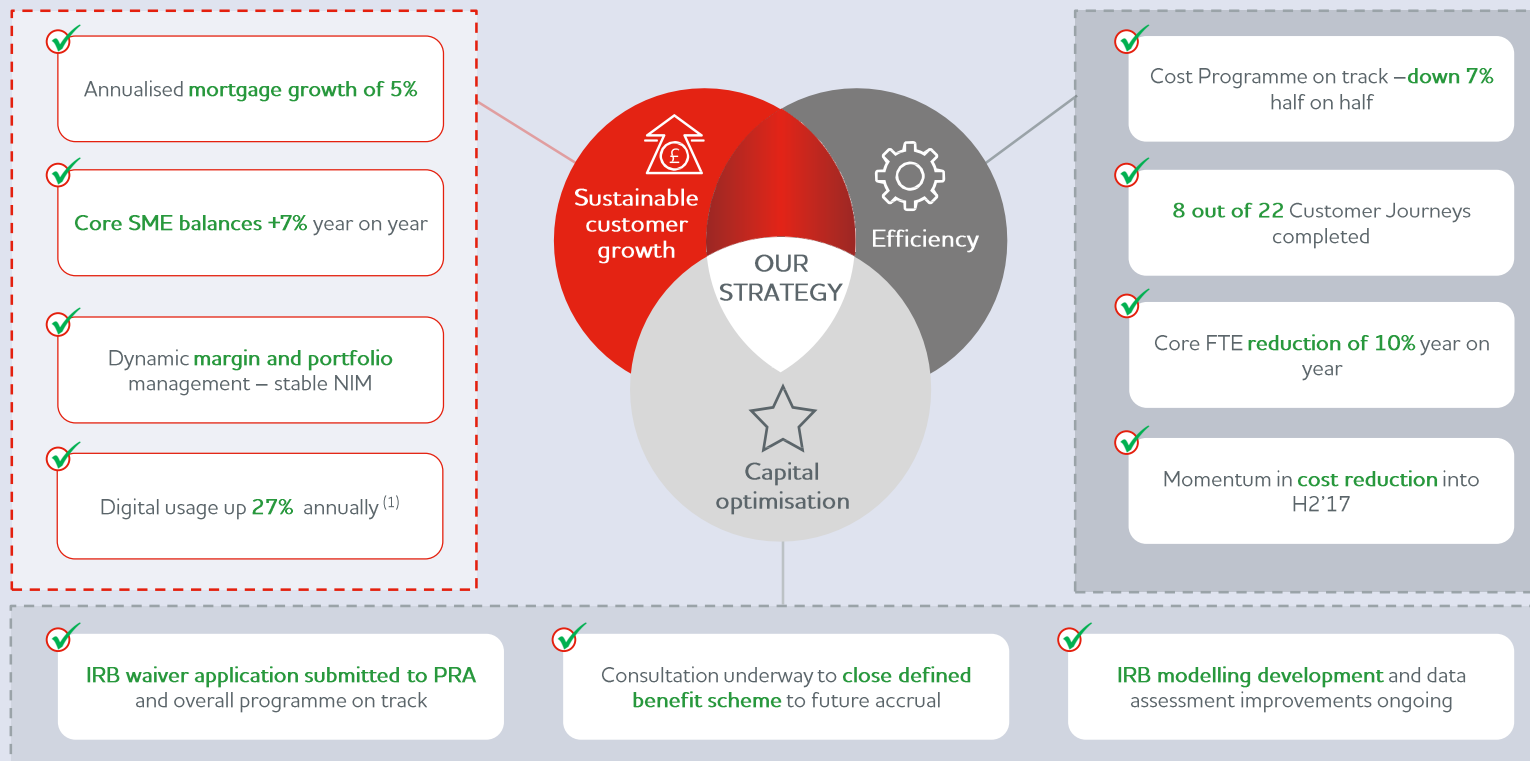 Annualised mortgage growth of 5%
Core SME balances +7% year on year
Dynamic margin and portfolio
management – stable NIM
Digital usage up 27% annually (1)
£
Sustainable
customer
growth
Efficiency
OUR
STRATEGY
Capital
optimisation
Cost Programme on track –down 7%
half on half
8 out of 22 Customer Journeys
completed
Core FTE reduction of 10% year on
year
Momentum in cost reduction into
H2’17
IRB waiver application submitted to PRA
and overall programme on track
Consultation underway to close defined
benefit scheme to future accrual
IRB modelling development and data
assessment improvements ongoing